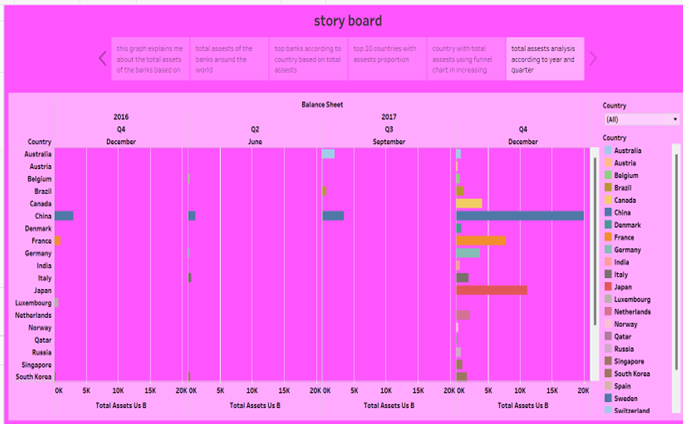 story board
this graph explains me
about the total assets
of the banks based on
total assests of the
banks around the
world
top banks according to
country based on total
assests
top 10 countries with
assests proportion
country with total
assests using funnel
chart in increasing
total assests analysis
according to year and
quarter
Balance Sheet
2016
2017
Q4
Q2
Q3
Q4
Country
December
June
September
December
Australia
Austria
Belgium
Brazil
Canada
China
Denmark
France
Germany
India
Italy
Japan
Luxembourg
Netherlands
Norway
Qatar
Russia
Singapore
South Korea
0K 5K 10K 15K 20K
0K 5K 10K 15K 20K
0K 5K 10K 15K 20K
0K 5K 10K 15K 20K
Total Assets Us B
Total Assets Us B
Total Assets Us B
Total Assets Us B
Country
(All)
Country
Australia
Austria
Belgium
Brazil
Canada
China
Denmark
France
Germany
India
Italy
Japan
Luxembourg
Netherlands
Norway
Qatar
Russia
Singapore
South Korea
Spain
Sweden
Switzerland